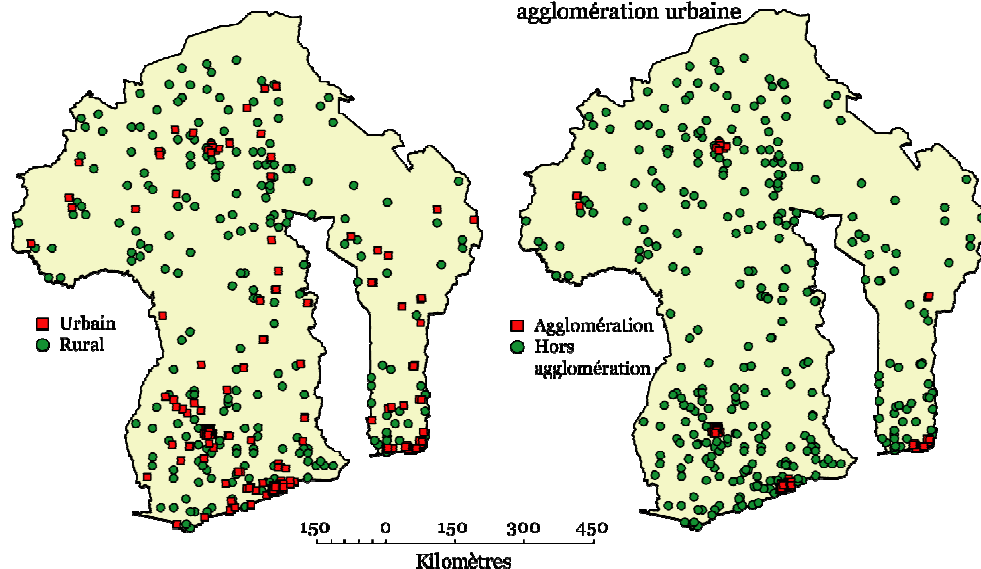 agglomération urbaine
Urbain
Rural
Agglomération
Hors
agglomération
150 0 150 300 450
Kilomètres